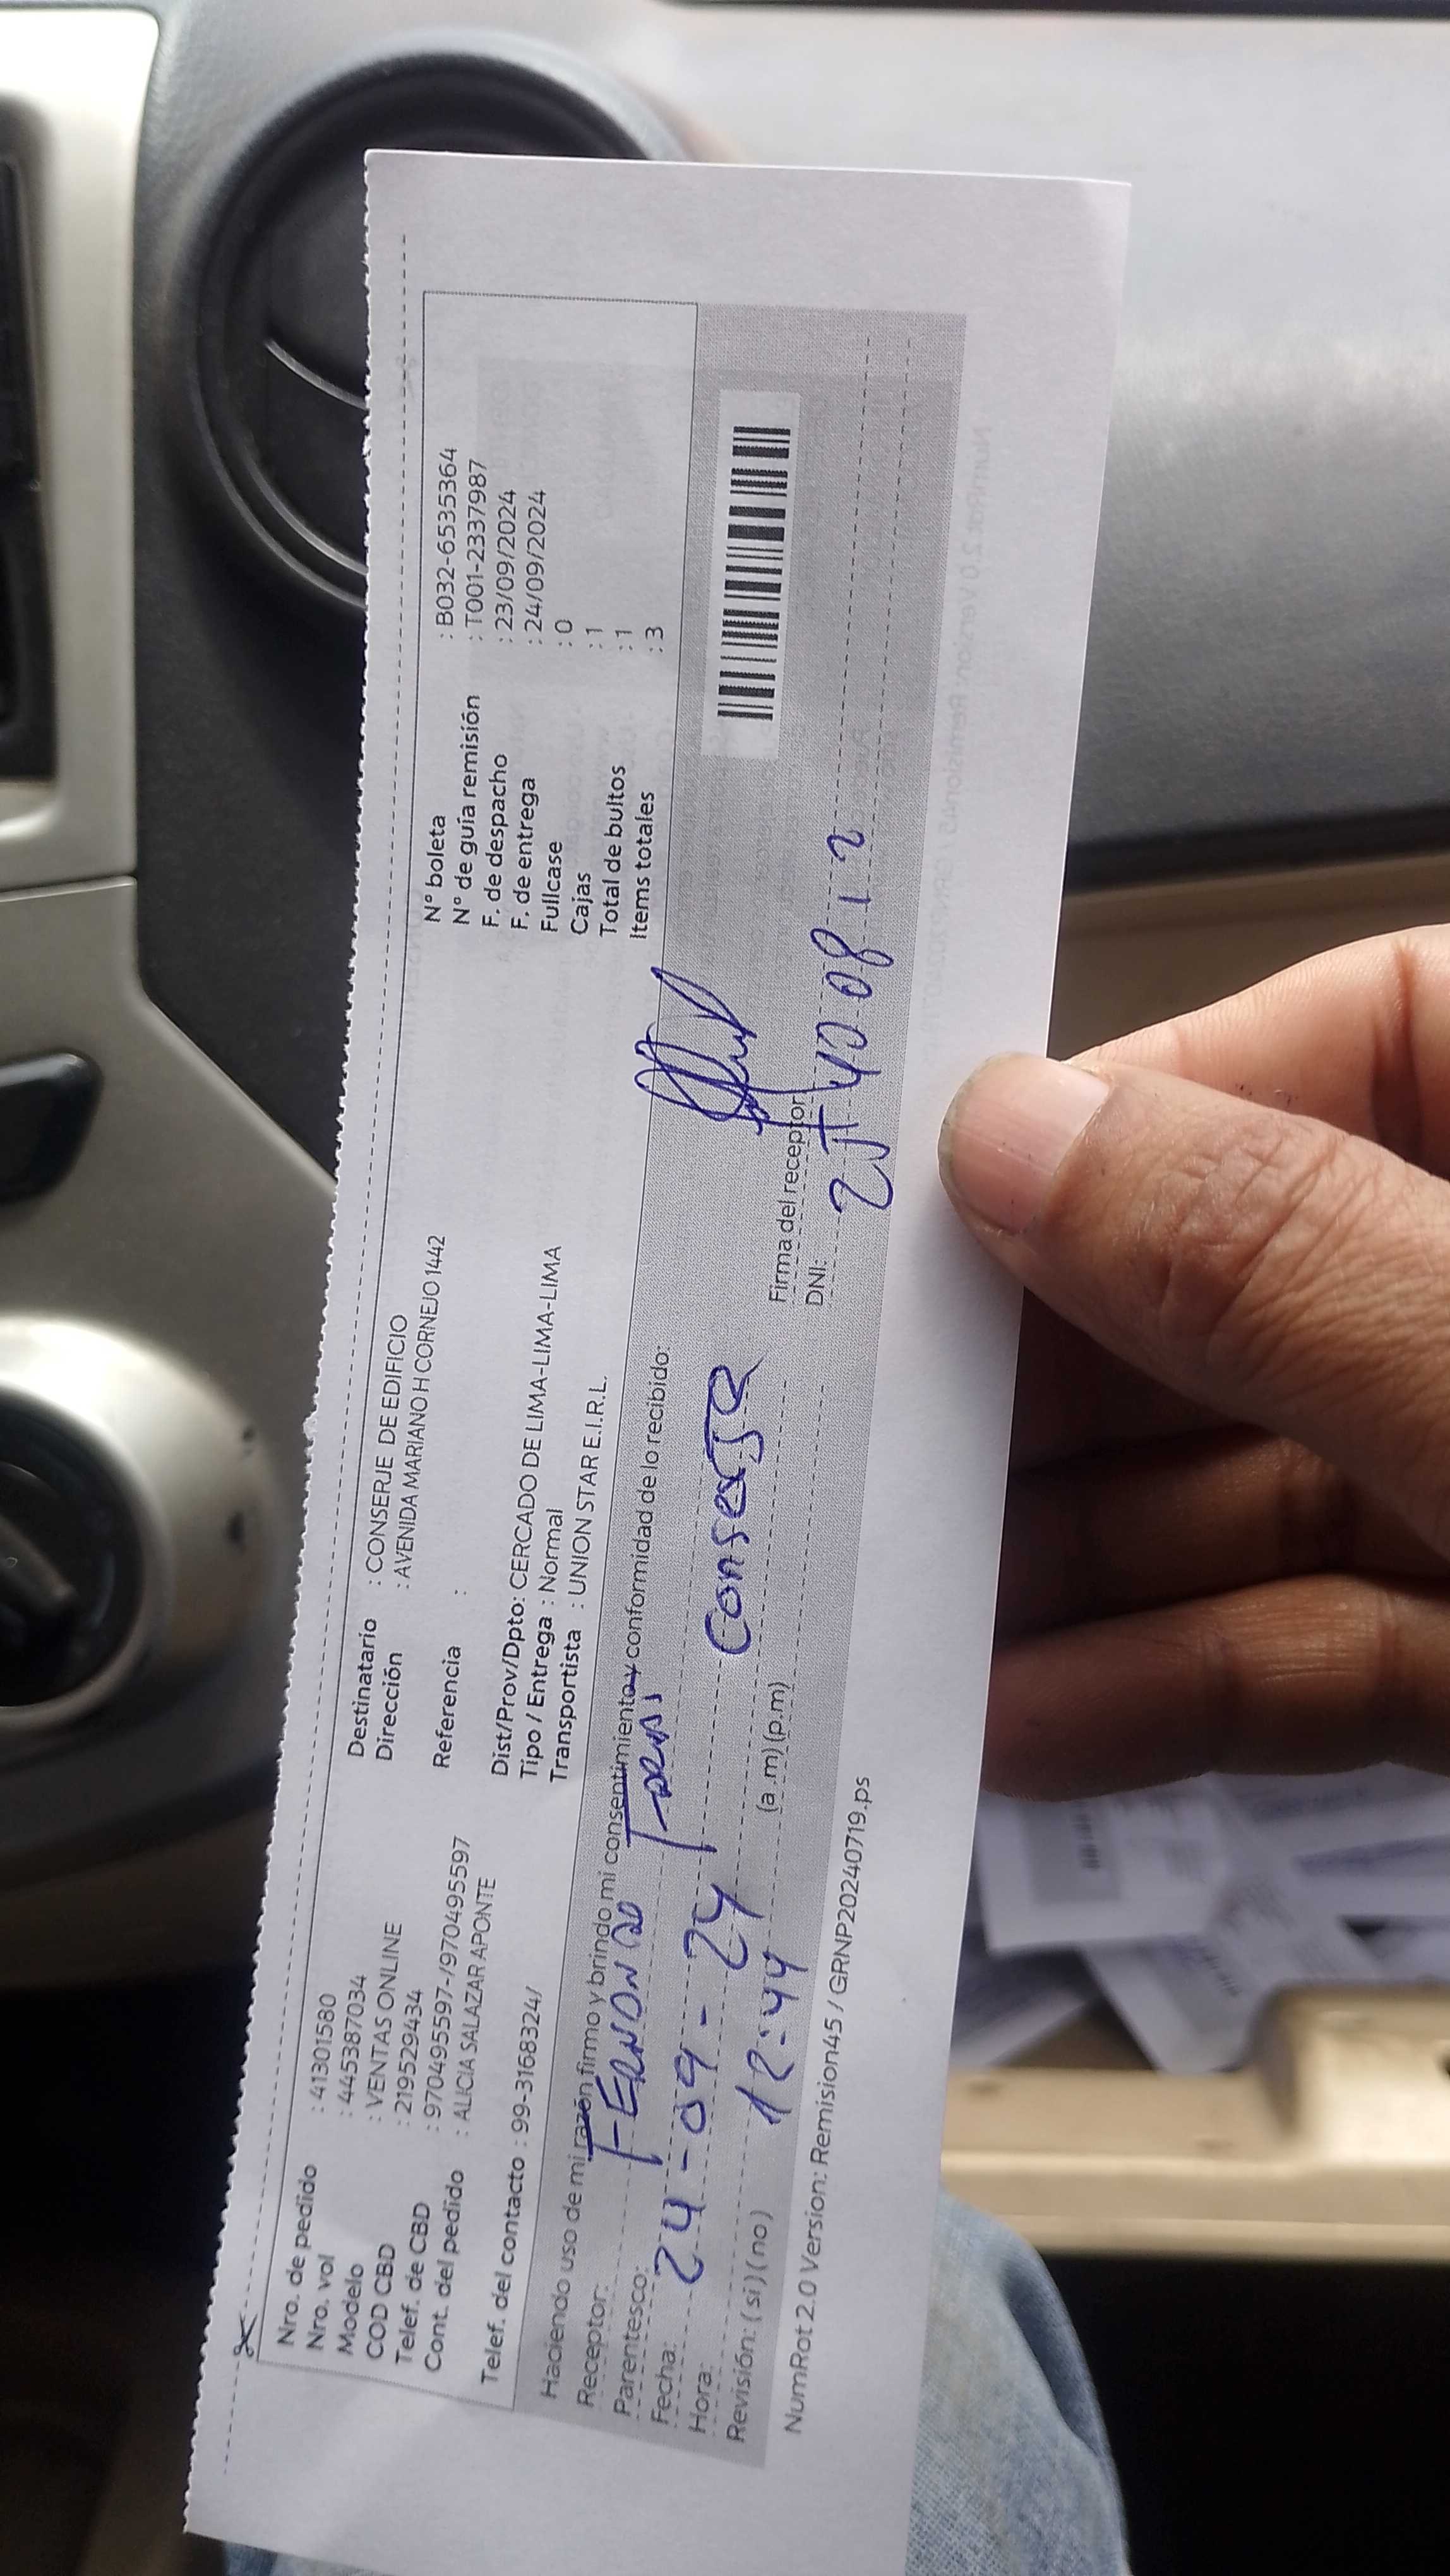 Nro. de pedido : 41301580
Nro. vol : 445387034
Modelo : VENTAS ONLINE
COD CBD : 219529434
Telef. de CBD : 970495597-/970495597
Cont. del pedido : ALICIA SALAZAR APONTE
Telef. del contacto : 99-3168324/
Destinatario : CONSERJE DE EDIFICIO
Dirección : AVENIDA MARIANO H CORNEJO 1442
Referencia :
Dist/Prov/Dpto: CERCADO DE LIMA-LIMA-LIMA
Tipo / Entrega : Normal
Transportista : UNION STAR E.I.R.L.
N° boleta : B032-6535364
N° de guía remisión : T001-2337987
F. de despacho : 23/09/2024
F. de entrega : 24/09/2024
Fullcase : 0
Cajas : 1
Total de bultos : 1
Items totales : 3
Haciendo uso de mi razón firmo y brindo mi consentimiento y conformidad de lo recibido:
Receptor:
Parentesco:
Fecha: 24-09-24
Hora: 12:44 (a.m) (p.m)
Revisión: (si) (no)
Firma del receptor
DNI:
NumRot 2.0 Version: Remision45 / GRNP20240719.ps